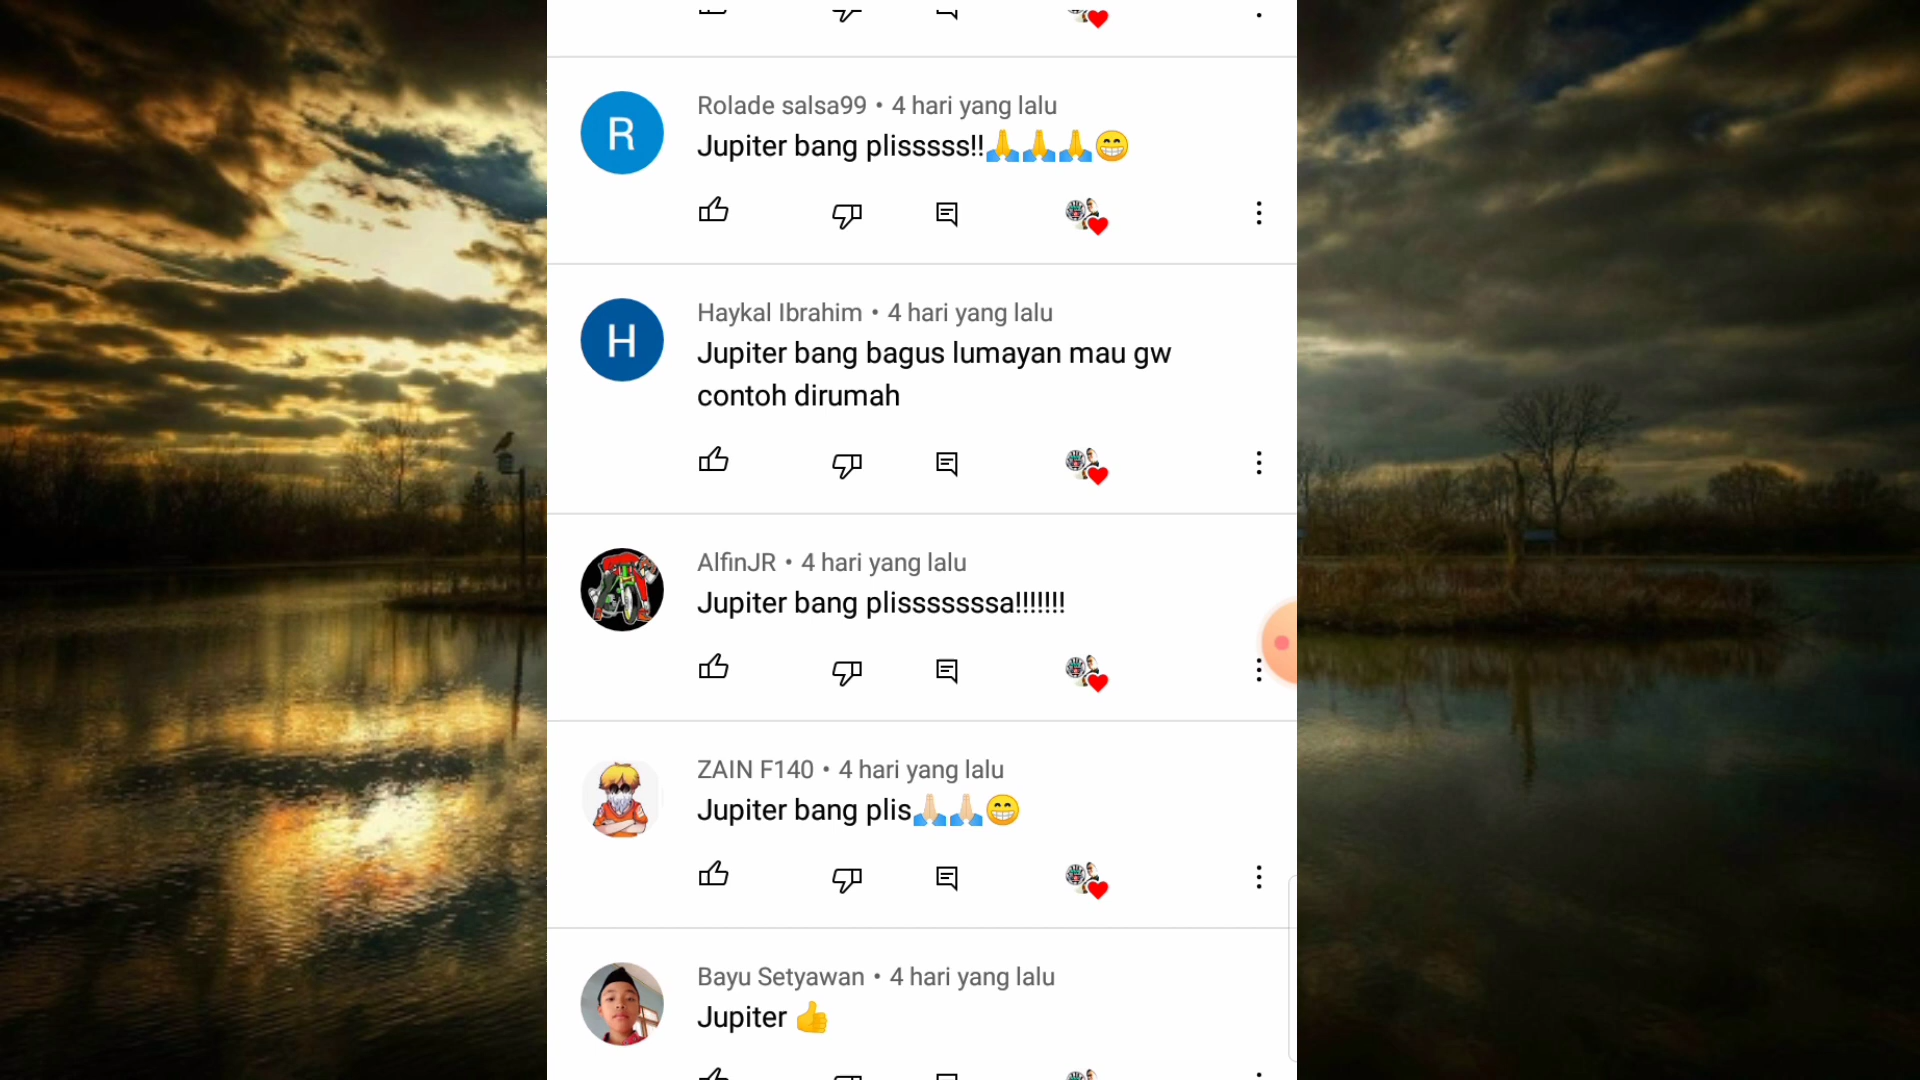 R
Rolade salsa99 • 4 hari yang lalu
Jupiter bang plisssss!!🙏🙏🙏😁
H
Haykal Ibrahim • 4 hari yang lalu
Jupiter bang bagus lumayan mau gw
contoh dirumah
AlfinJR • 4 hari yang lalu
Jupiter bang plissssssssa!!!!!!!
ZAIN F140 • 4 hari yang lalu
Jupiter bang plis🙏🏻🙏🏻😁
Bayu Setyawan • 4 hari yang lalu
Jupiter 👍